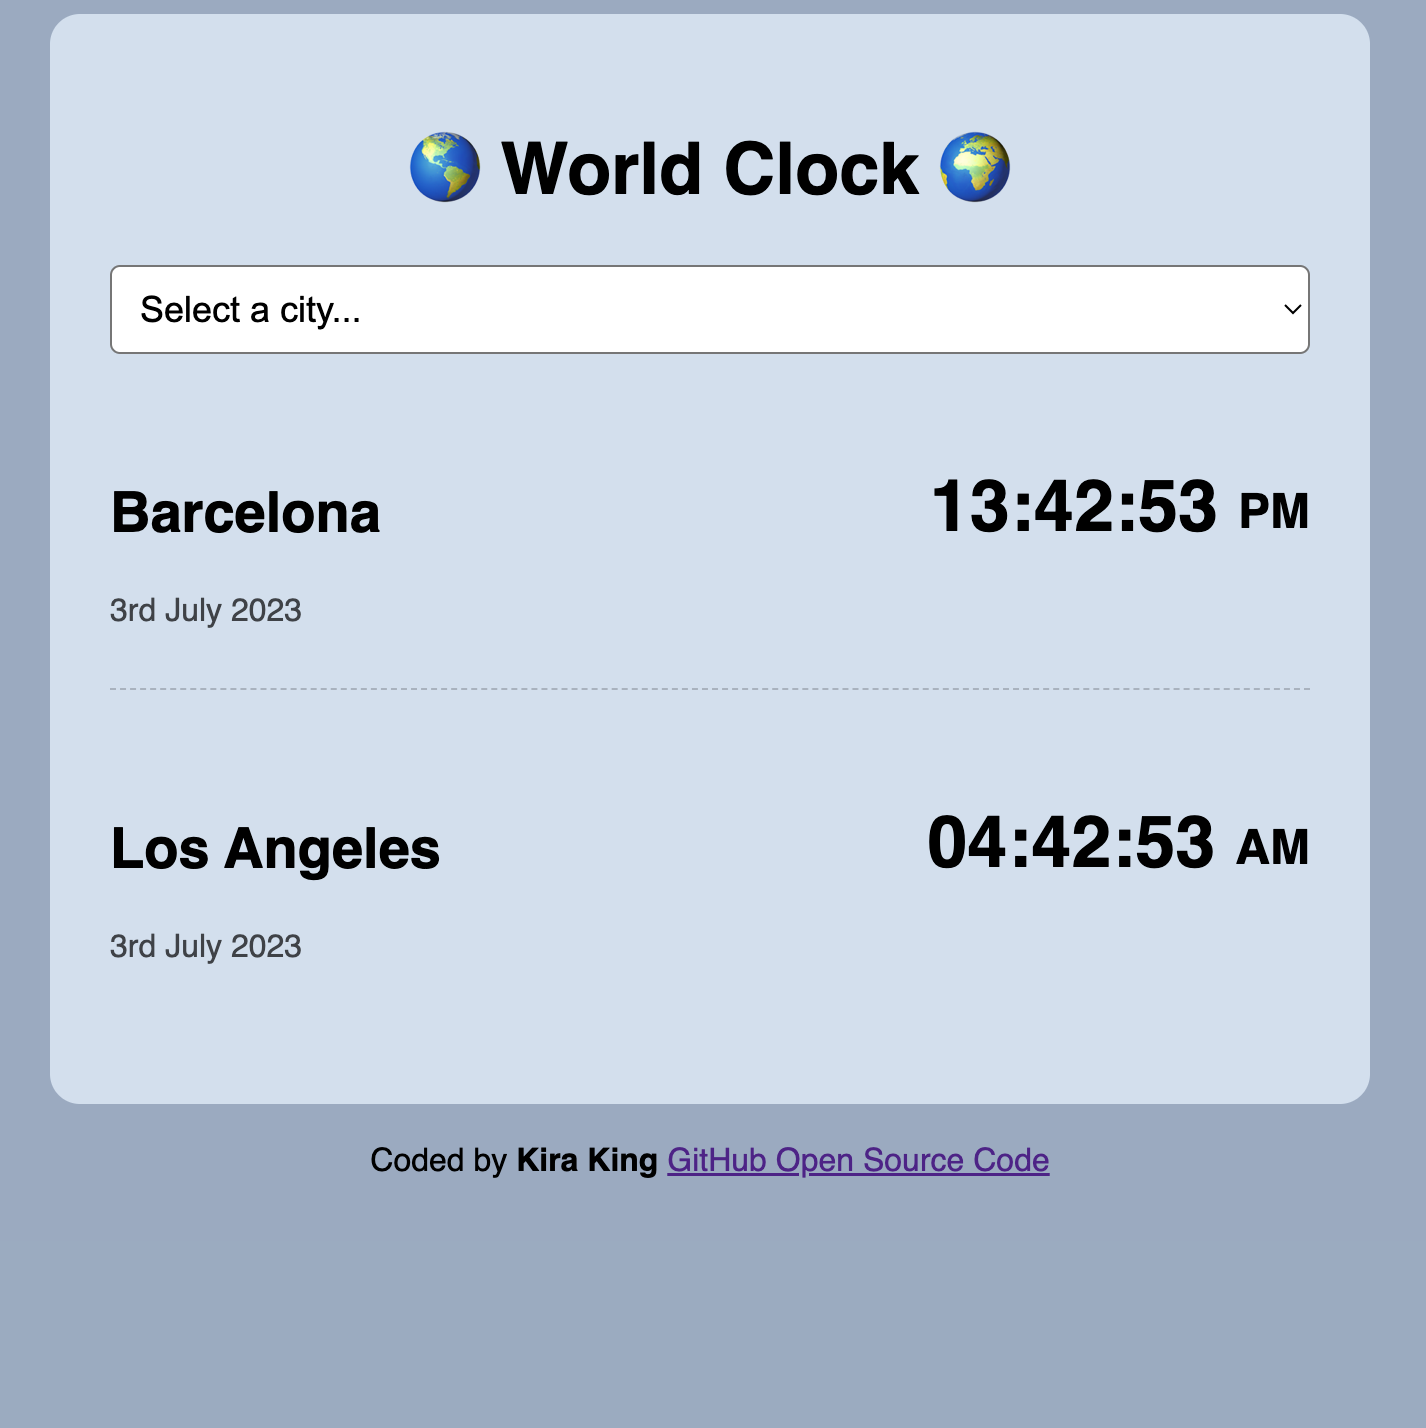 🌎 World Clock 🌍
Select a city...
Barcelona 13:42:53 PM
3rd July 2023
Los Angeles 04:42:53 AM
3rd July 2023
Coded by Kira King GitHub Open Source Code